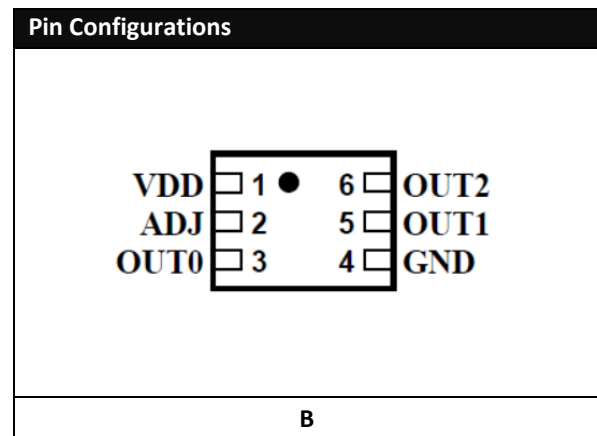 Pin Configurations
VDD 1 6 OUT2
ADJ 2 5 OUT1
OUT0 3 4 GND
B